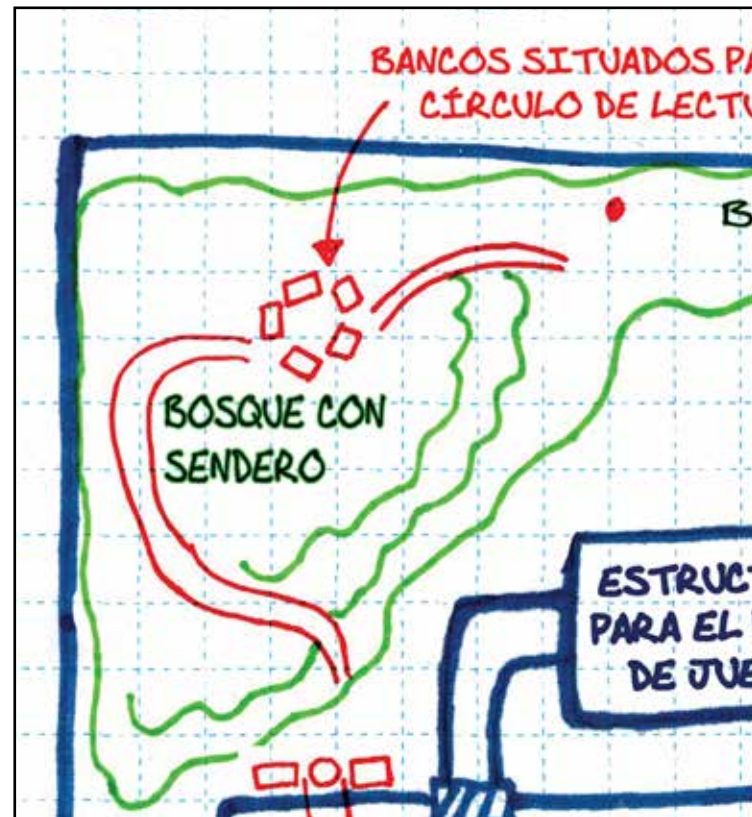 BANCOS SITUADOS PA
CÍRCULO DE LECTU
B
BOSQUE CON
SENDERO
ESTRUCT
PARA EL
DE JUE